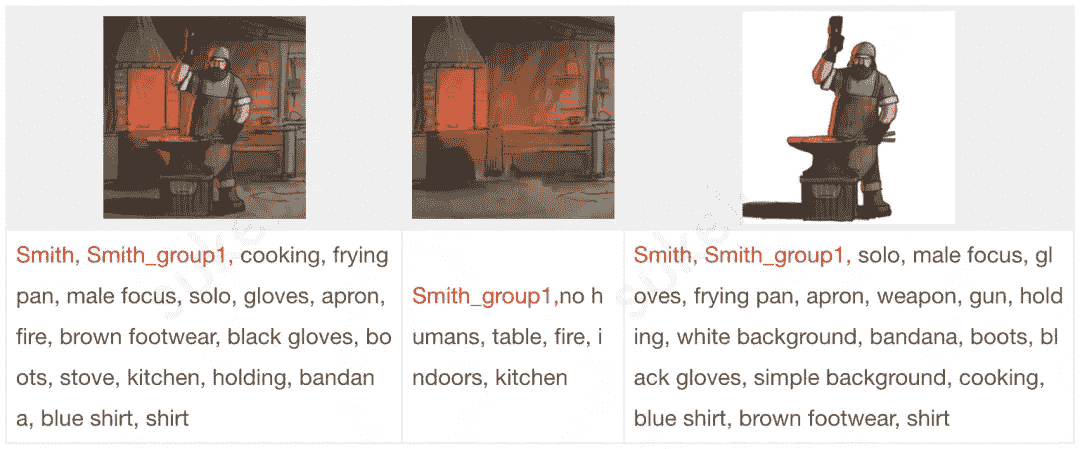 Smith, Smith_group1, cooking, frying
pan, male focus, solo, gloves, apron,
fire, brown footwear, black gloves, bo
ots, stove, kitchen, holding, bandan
a, blue shirt, shirt
Smith_group1,no h
umans, table, fire, i
ndoors, kitchen
Smith, Smith_group1, solo, male focus, gl
oves, frying pan, apron, weapon, gun, hold
ing, white background, bandana, boots, bl
ack gloves, simple background, cooking,
blue shirt, brown footwear, shirt